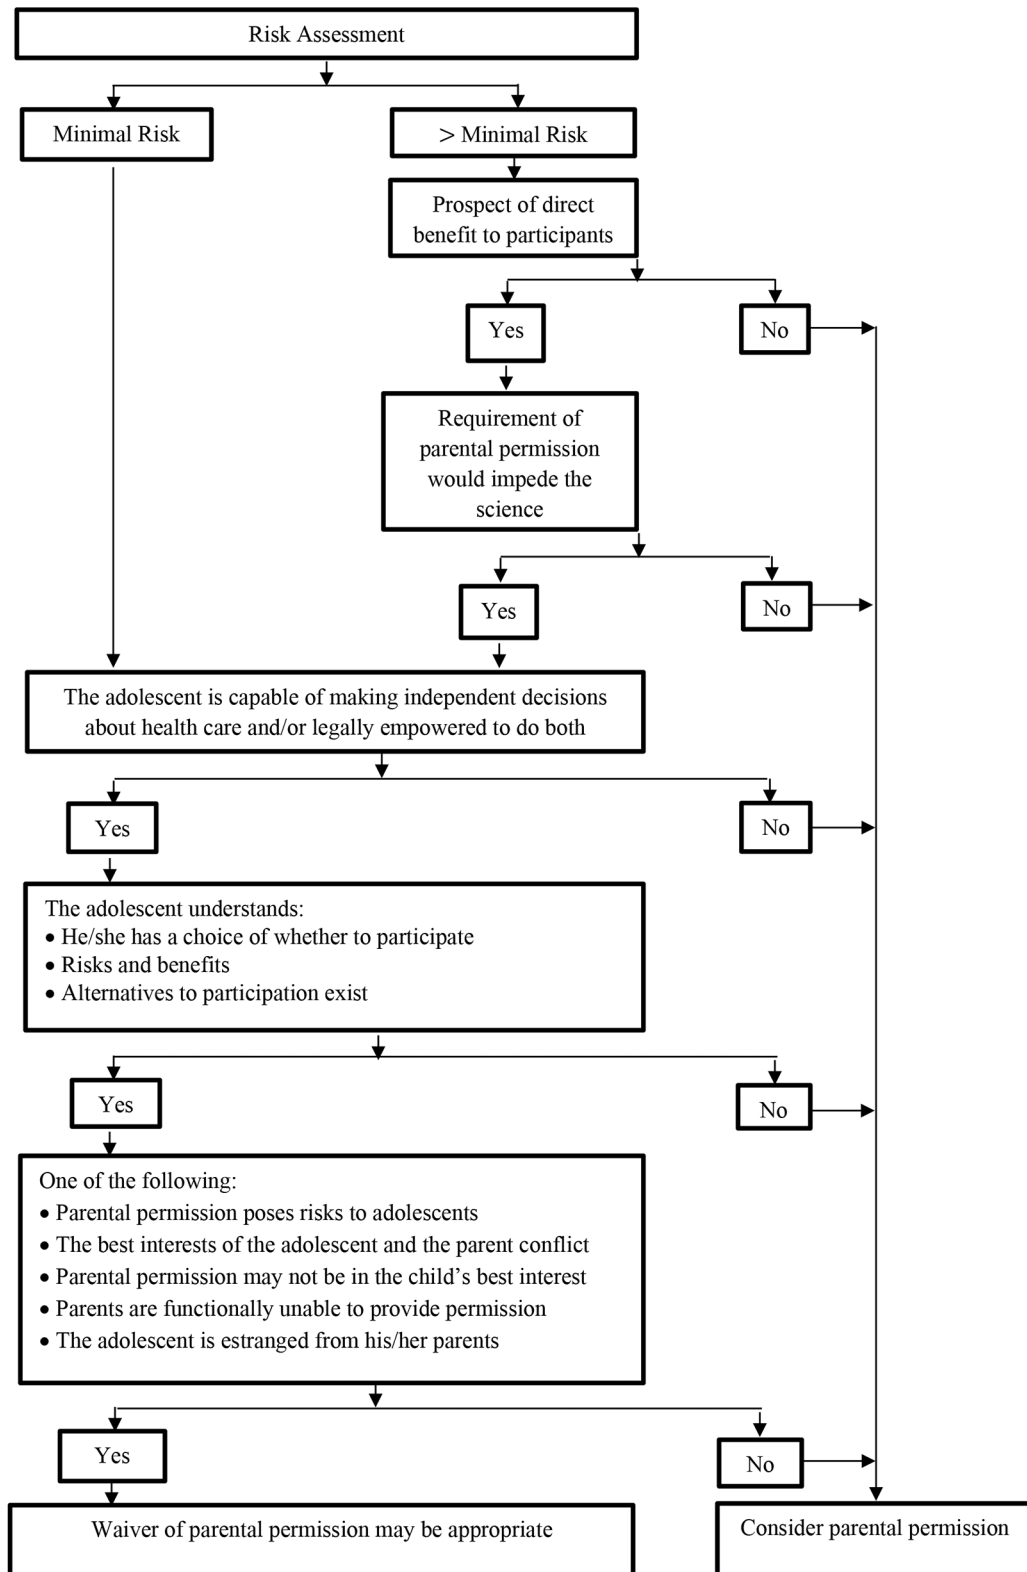 Risk Assessment
Minimal Risk
> Minimal Risk
Prospect of direct
benefit to participants
Yes
No
Requirement of
parental permission
would impede the
science
Yes
No
The adolescent is capable of making independent decisions
about health care and/or legally empowered to do both
Yes
No
The adolescent understands:
• He/she has a choice of whether to participate
• Risks and benefits
• Alternatives to participation exist
Yes
No
One of the following:
• Parental permission poses risks to adolescents
• The best interests of the adolescent and the parent conflict
• Parental permission may not be in the child’s best interest
• Parents are functionally unable to provide permission
• The adolescent is estranged from his/her parents
Yes
No
Waiver of parental permission may be appropriate
Consider parental permission